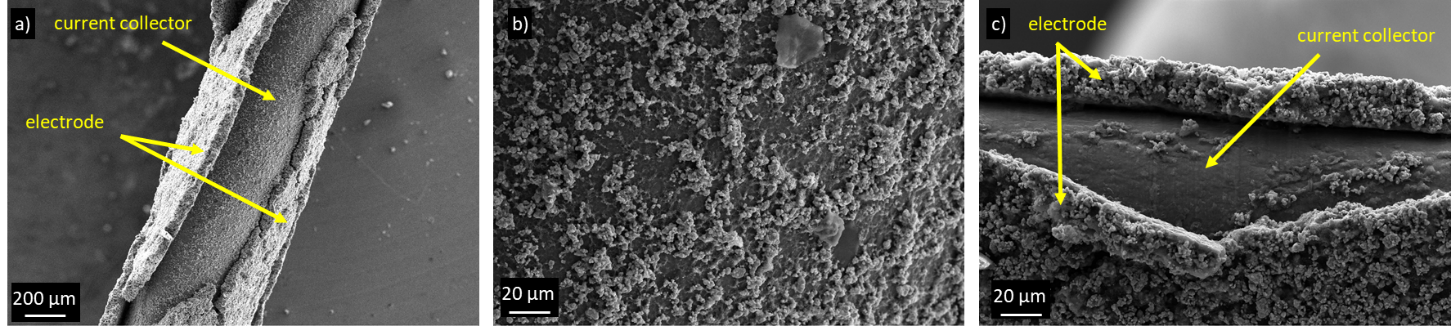 a)
current collector
electrode
200 µm
b)
20 µm
c)
electrode
current collector
20 µm